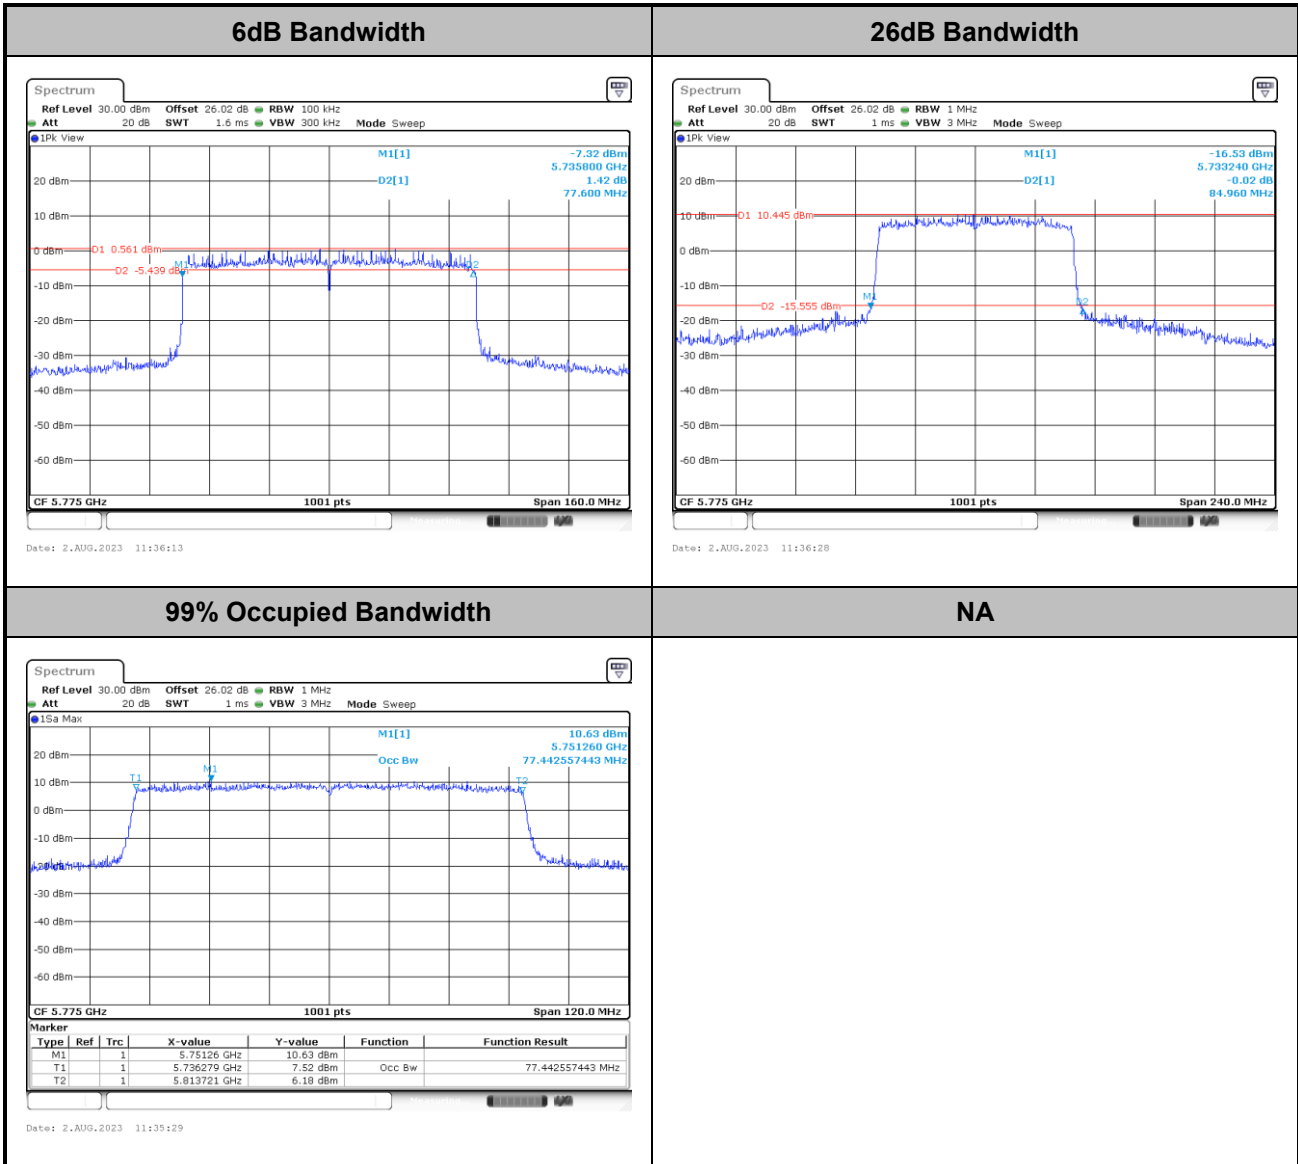 6dB Bandwidth
26dB Bandwidth
Spectrum
Ref Level 30.00 dBm Offset 26.02 dB RBW 100 kHz
Att 20 dB SWT 1.6 ms VBW 300 kHz Mode Sweep
1Pk View
M1[1] -7.32 dBm
5.735800 GHz
D2[1] 1.42 dB
77.600 MHz
20 dBm
10 dBm
0 dBm
D1 0.561 dBm
M1
D2
D2 -5.439 dBm
-10 dBm
-20 dBm
-30 dBm
-40 dBm
-50 dBm
-60 dBm
CF 5.775 GHz 1001 pts Span 160.0 MHz
Measuring
Date: 2.AUG.2023 11:36:13
Spectrum
Ref Level 30.00 dBm Offset 26.02 dB RBW 1 MHz
Att 20 dB SWT 1 ms VBW 3 MHz Mode Sweep
1Pk View
M1[1] -16.53 dBm
5.733240 GHz
D2[1] -0.02 dB
84.960 MHz
20 dBm
10 dBm
D1 10.445 dBm
0 dBm
-10 dBm
M1
D2
D2 -15.555 dBm
-20 dBm
-30 dBm
-40 dBm
-50 dBm
-60 dBm
CF 5.775 GHz 1001 pts Span 240.0 MHz
Measuring
Date: 2.AUG.2023 11:36:28
99% Occupied Bandwidth
NA
Spectrum
Ref Level 30.00 dBm Offset 26.02 dB RBW 1 MHz
Att 20 dB SWT 1 ms VBW 3 MHz Mode Sweep
1Sa Max
M1[1] 10.63 dBm
5.751260 GHz
Occ Bw 77.442557443 MHz
20 dBm
T1
M1
T2
10 dBm
0 dBm
-10 dBm
-20 dBm
-30 dBm
-40 dBm
-50 dBm
-60 dBm
CF 5.775 GHz 1001 pts Span 120.0 MHz
Marker
Type Ref Trc X-value Y-value Function Function Result
M1 1 5.75126 GHz 10.63 dBm
T1 1 5.736279 GHz 7.52 dBm Occ Bw 77.442557443 MHz
T2 1 5.813721 GHz 6.18 dBm
Measuring
Date: 2.AUG.2023 11:35:29